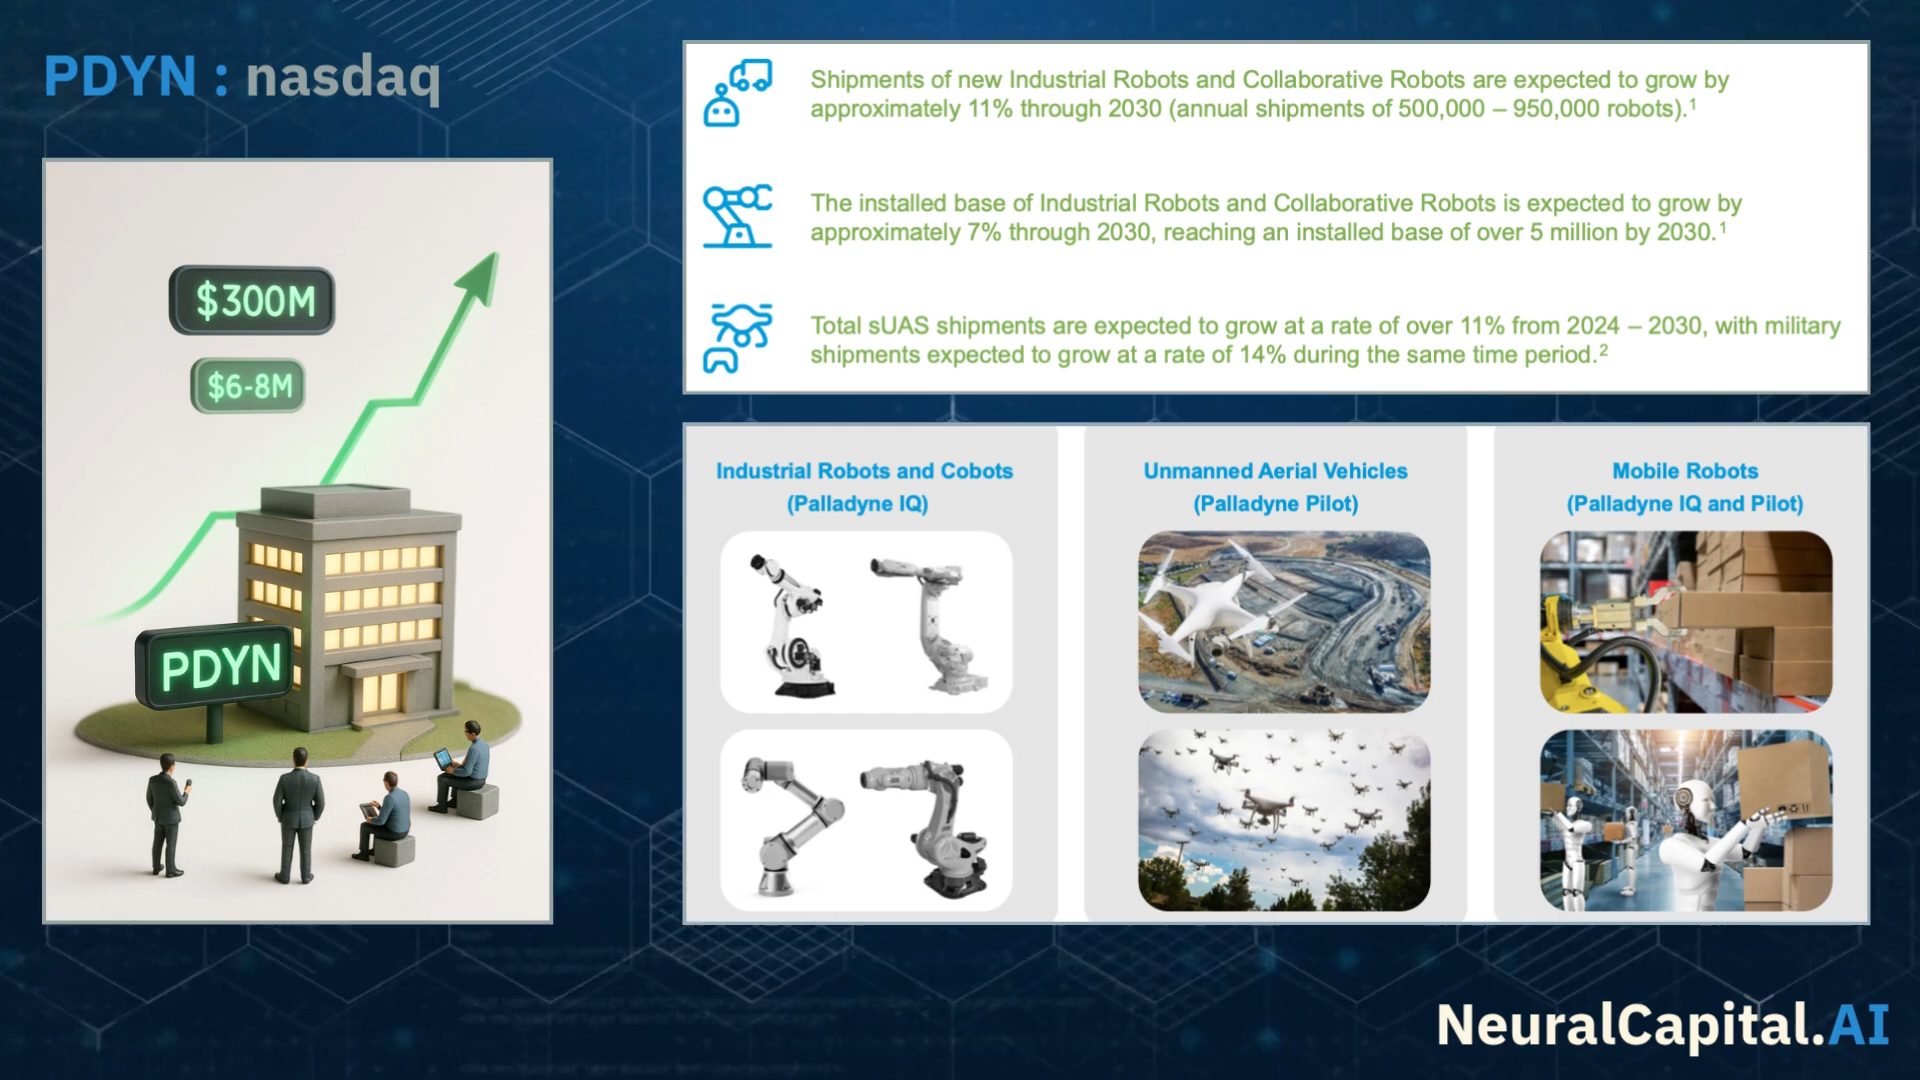 PDYN : nasdaq
$300M
$6-8M
PDYN
Shipments of new Industrial Robots and Collaborative Robots are expected to grow by
approximately 11% through 2030 (annual shipments of 500,000 – 950,000 robots).¹
The installed base of Industrial Robots and Collaborative Robots is expected to grow by
approximately 7% through 2030, reaching an installed base of over 5 million by 2030.¹
Total sUAS shipments are expected to grow at a rate of over 11% from 2024 – 2030, with military
shipments expected to grow at a rate of 14% during the same time period.²
Industrial Robots and Cobots
(Palladyne IQ)
Unmanned Aerial Vehicles
(Palladyne Pilot)
Mobile Robots
(Palladyne IQ and Pilot)
NeuralCapital.AI